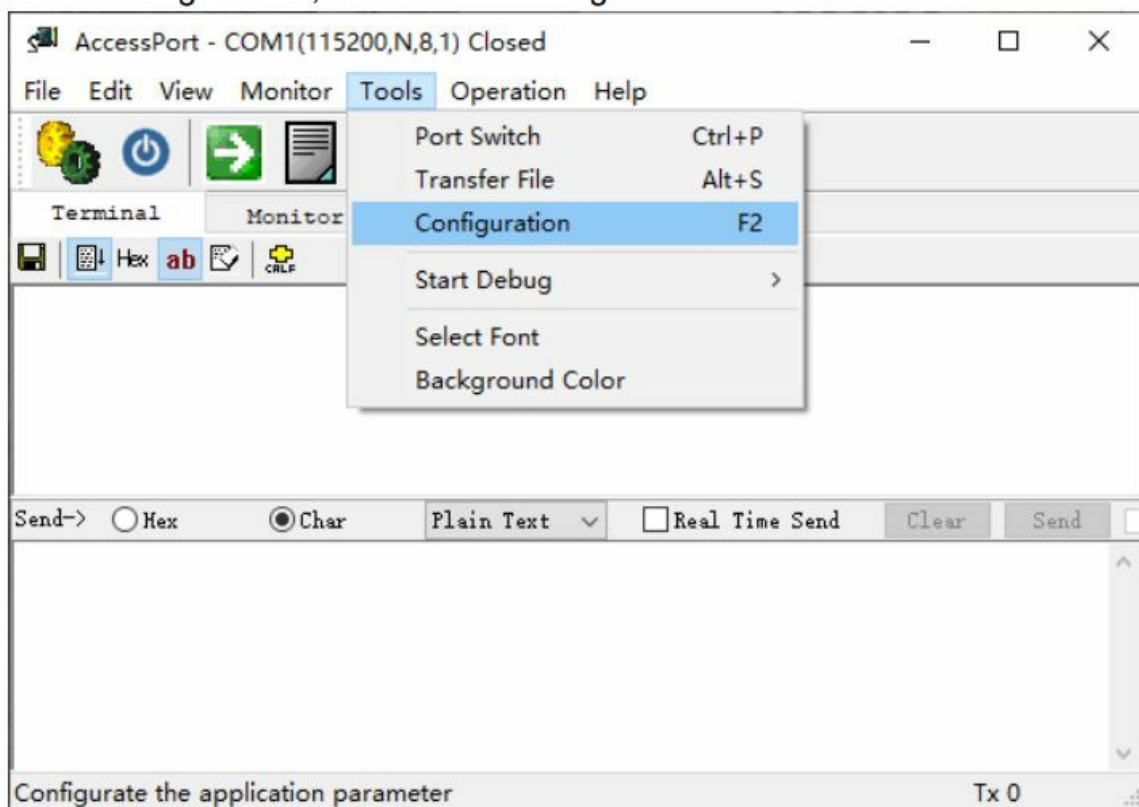 AccessPort - COM1(115200,N,8,1) Closed
File Edit View Monitor Tools Operation Help
Port Switch Ctrl+P
Transfer File Alt+S
Terminal Monitor
Configuration F2
Hex ab CRLF
Start Debug >
Select Font
Background Color
Send-> Hex Char Plain Text Real Time Send Clear Send
Configurate the application parameter Tx 0